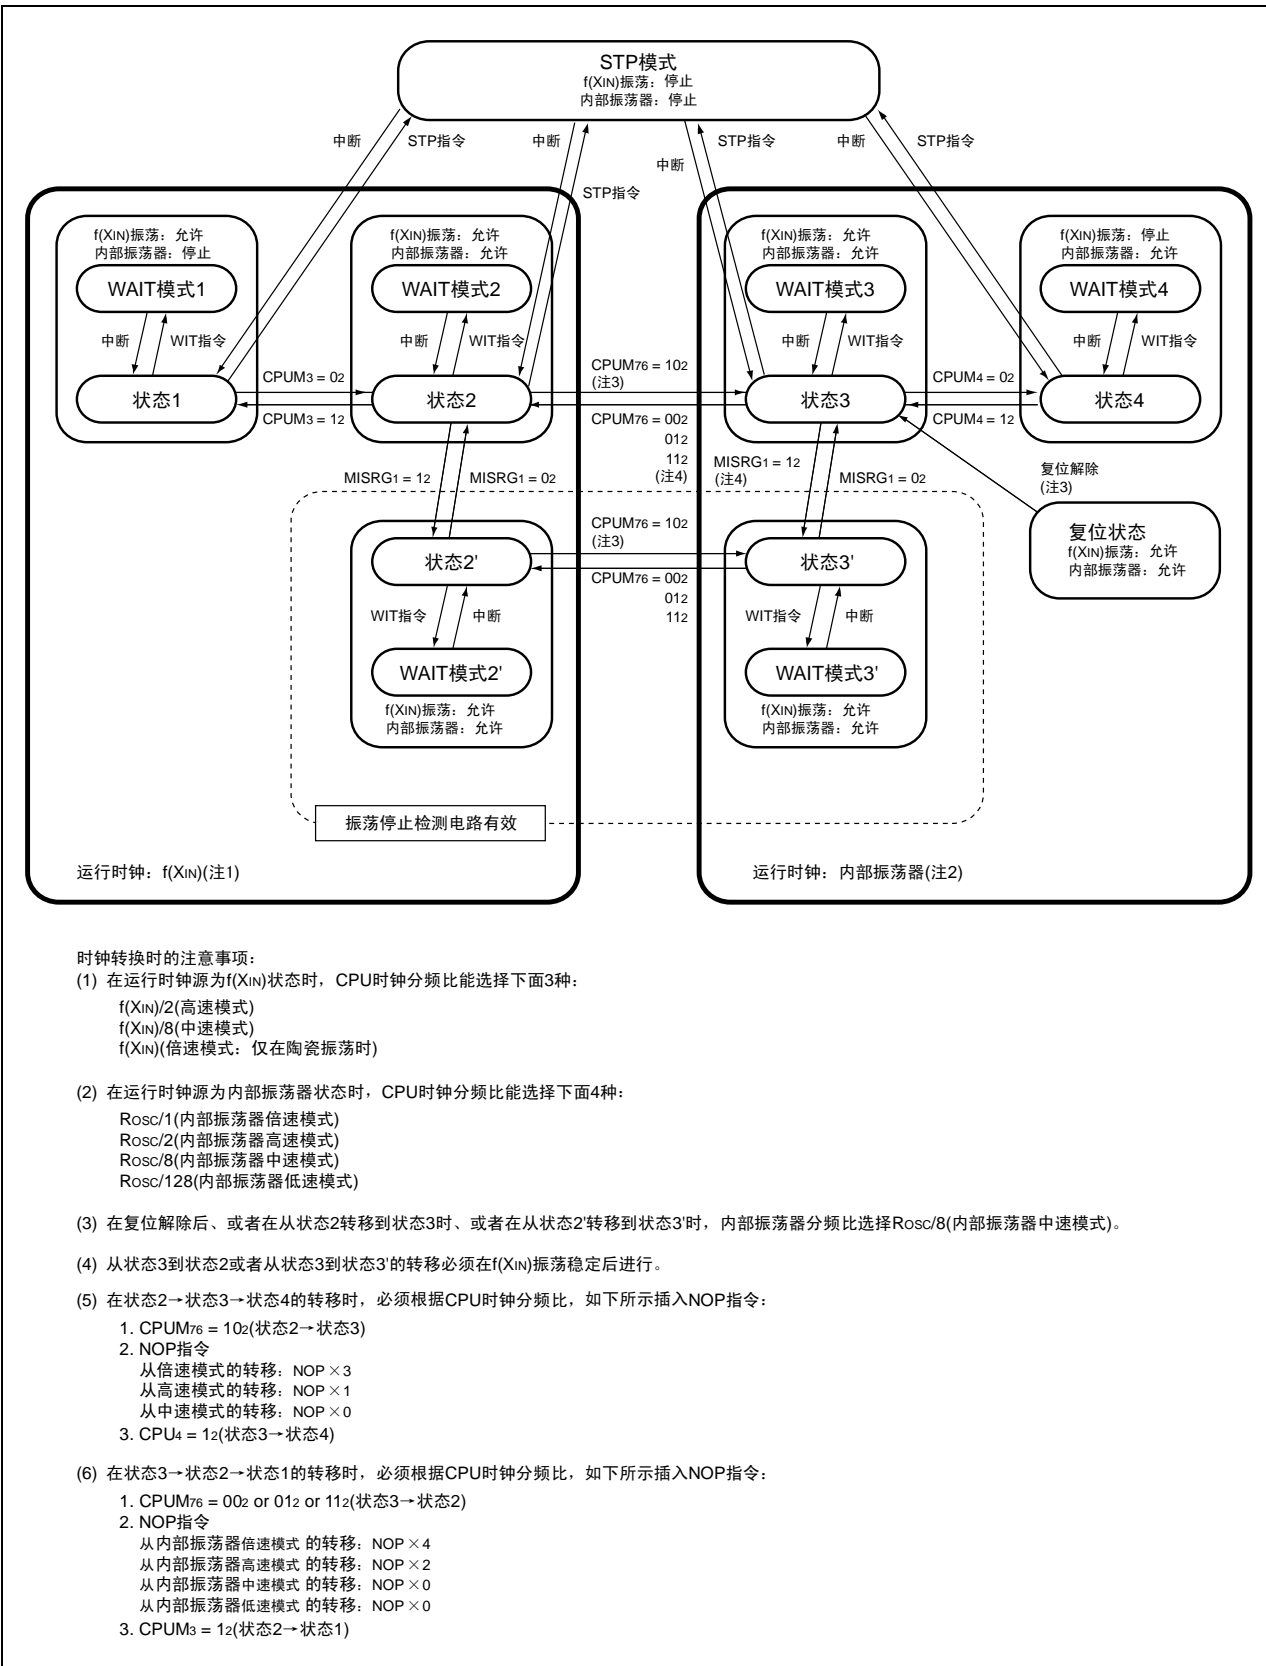 STP模式
f(XIN)振荡：停止
内部振荡器：停止
中断
STP指令
中断
STP指令
中断
STP指令
中断
STP指令
f(XIN)振荡：允许
内部振荡器：停止
WAIT模式1
中断
WIT指令
状态1
CPUM3 = 02
CPUM3 = 12
f(XIN)振荡：允许
内部振荡器：允许
WAIT模式2
中断
WIT指令
状态2
CPUM76 = 102
(注3)
CPUM76 = 002
012
112
(注4)
f(XIN)振荡：允许
内部振荡器：允许
WAIT模式3
中断
WIT指令
状态3
CPUM4 = 02
CPUM4 = 12
f(XIN)振荡：停止
内部振荡器：允许
WAIT模式4
中断
WIT指令
状态4
MISRG1 = 12
MISRG1 = 02
MISRG1 = 12
(注4)
MISRG1 = 02
复位解除
(注3)
复位状态
f(XIN)振荡：允许
内部振荡器：允许
状态2'
WIT指令
中断
WAIT模式2'
f(XIN)振荡：允许
内部振荡器：允许
CPUM76 = 102
(注3)
CPUM76 = 002
012
112
状态3'
WIT指令
中断
WAIT模式3'
f(XIN)振荡：允许
内部振荡器：允许
振荡停止检测电路有效
运行时钟：f(XIN)(注1)
运行时钟：内部振荡器(注2)
时钟转换时的注意事项：
(1) 在运行时钟源为f(XIN)状态时，CPU时钟分频比能选择下面3种：
f(XIN)/2(高速模式)
f(XIN)/8(中速模式)
f(XIN)(倍速模式：仅在陶瓷振荡时)
(2) 在运行时钟源为内部振荡器状态时，CPU时钟分频比能选择下面4种：
ROSC/1(内部振荡器倍速模式)
ROSC/2(内部振荡器高速模式)
ROSC/8(内部振荡器中速模式)
ROSC/128(内部振荡器低速模式)
(3) 在复位解除后、或者在从状态2转移到状态3时、或者在从状态2'转移到状态3'时，内部振荡器分频比选择ROSC/8(内部振荡器中速模式)。
(4) 从状态3到状态2或者从状态3到状态3'的转移必须在f(XIN)振荡稳定后进行。
(5) 在状态2→状态3→状态4的转移时，必须根据CPU时钟分频比，如下所示插入NOP指令：
1. CPUM76 = 102(状态2→状态3)
2. NOP指令
从倍速模式的转移：NOP×3
从高速模式的转移：NOP×1
从中速模式的转移：NOP×0
3. CPU4 = 12(状态3→状态4)
(6) 在状态3→状态2→状态1的转移时，必须根据CPU时钟分频比，如下所示插入NOP指令：
1. CPUM76 = 002 or 012 or 112(状态3→状态2)
2. NOP指令
从内部振荡器倍速模式 的转移：NOP×4
从内部振荡器高速模式 的转移：NOP×2
从内部振荡器中速模式 的转移：NOP×0
从内部振荡器低速模式 的转移：NOP×0
3. CPUM3 = 12(状态2→状态1)